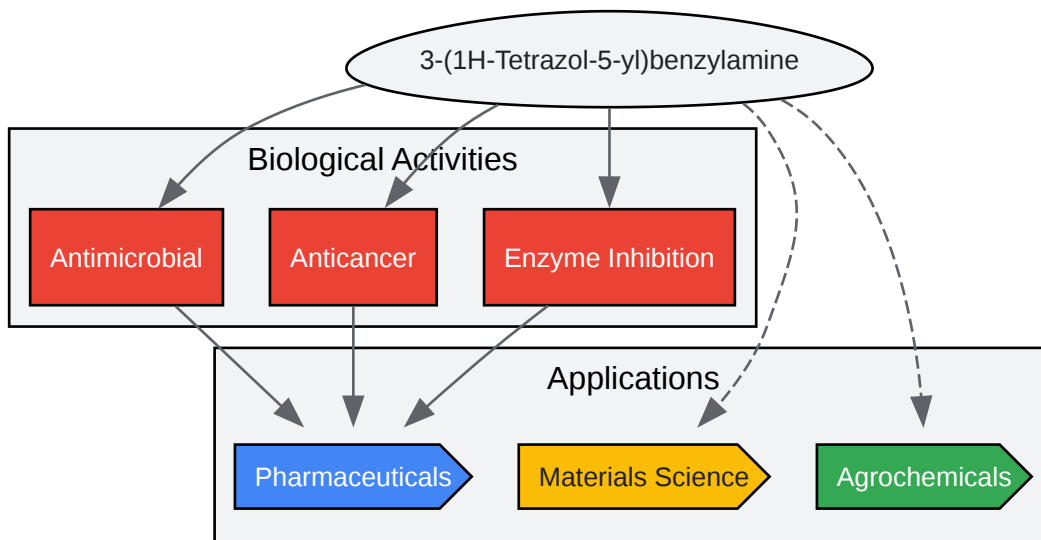 3-(1H-Tetrazol-5-yl)benzylamine
Biological Activities
Antimicrobial
Anticancer
Enzyme Inhibition
Applications
Pharmaceuticals
Materials Science
Agrochemicals